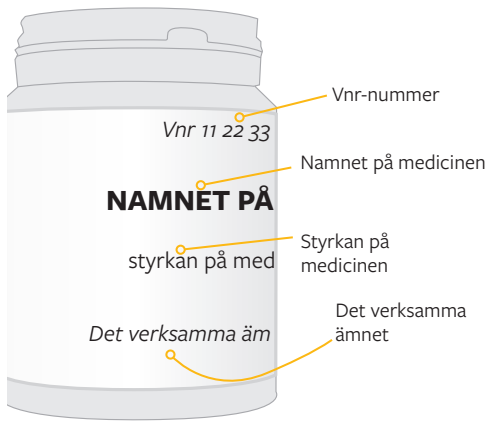 Vnr-nummer
Vnr 11 22 33
Namnet på medicinen
NAMNET PÅ
Styrkan på
medicinen
styrkan på med
Det verksamma
ämnet
Det verksamma äm